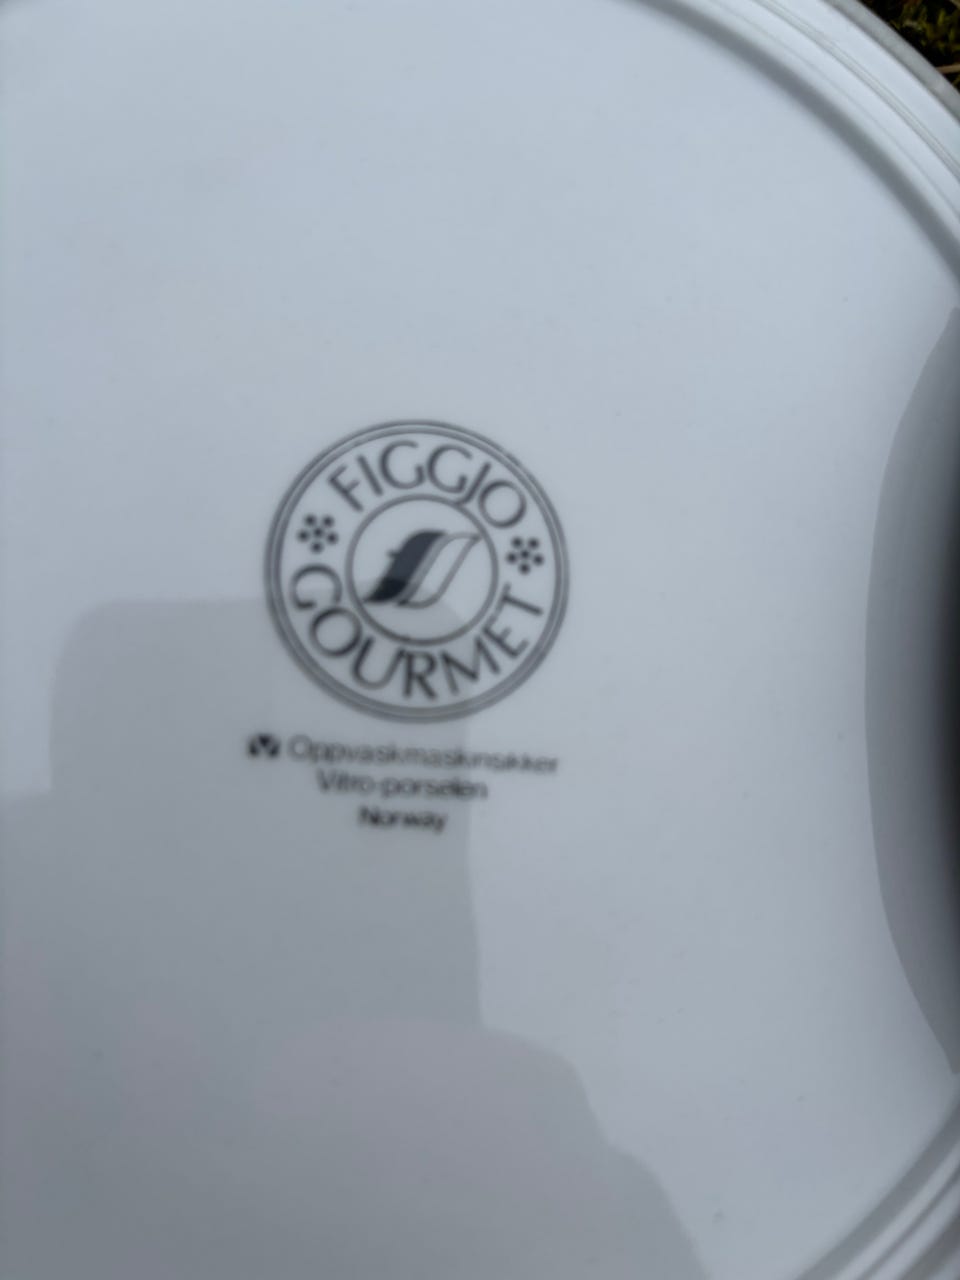 FIGGJO
GOURMET
Oppvaskmaskinsikker
Vitro-porselen
Norway